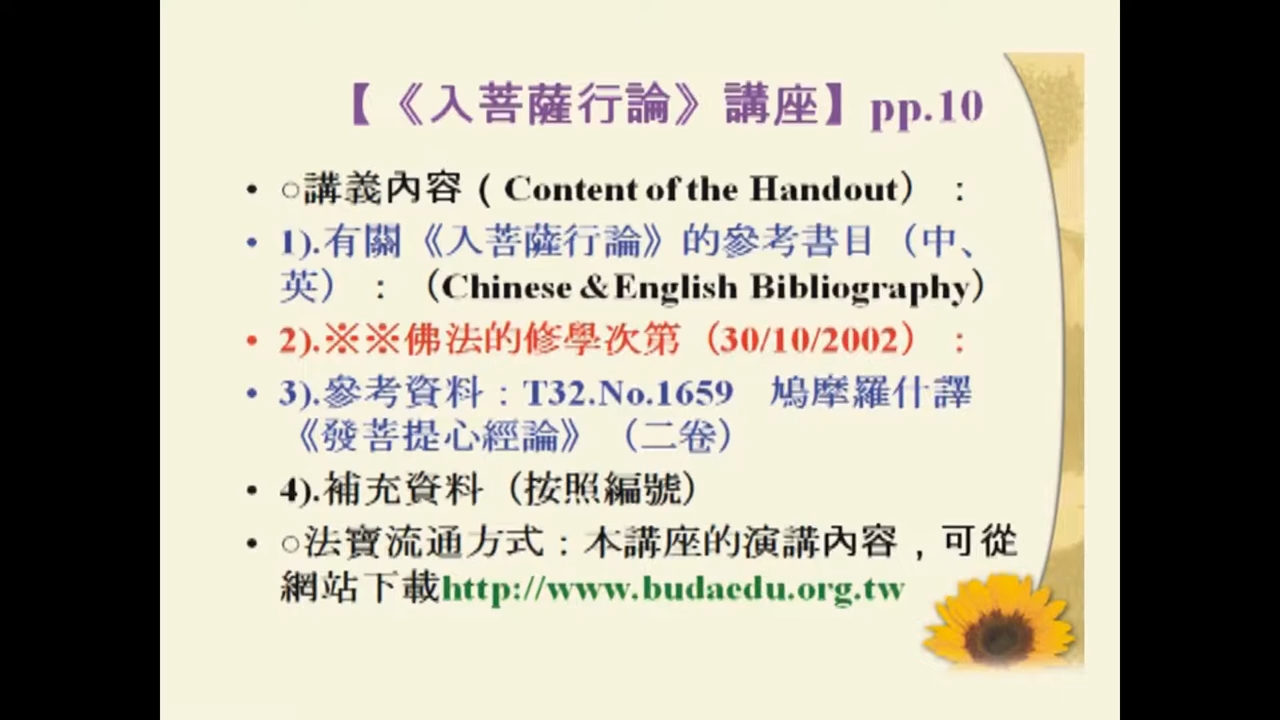 【《入菩薩行論》講座】pp.10
• ○講義內容（Content of the Handout）：
• 1).有關《入菩薩行論》的參考書目（中、
英）：（Chinese &English Bibliography）
• 2).※※佛法的修學次第（30/10/2002）：
• 3).參考資料：T32.No.1659　鳩摩羅什譯
《發菩提心經論》（二卷）
• 4).補充資料（按照編號）
• ○法寶流通方式：本講座的演講內容，可從
網站下載http://www.budaedu.org.tw